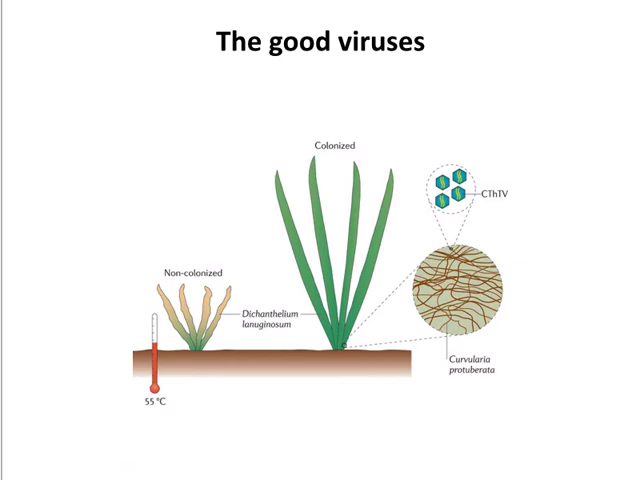 The good viruses
Colonized
CThTV
Non-colonized
Dichanthelium
lanuginosum
Curvularia
protuberata
55 °C